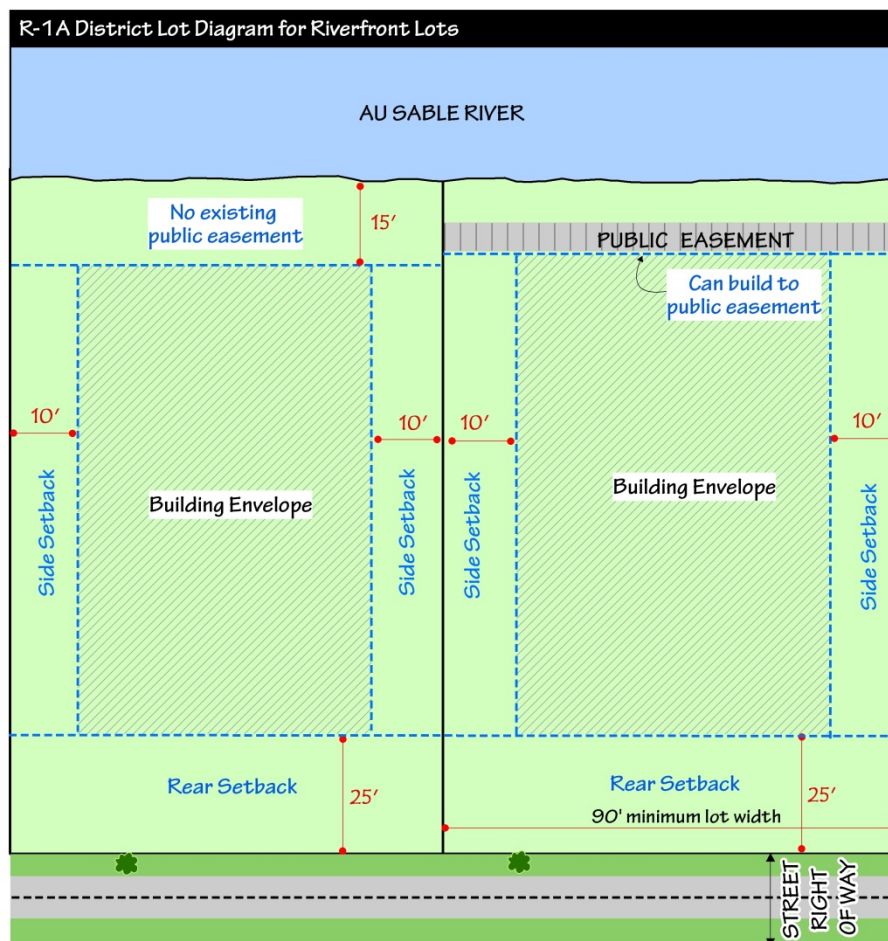 R-1A District Lot Diagram for Riverfront Lots
AU SABLE RIVER
No existing
public easement
15′
PUBLIC EASEMENT
Can build to
public easement
10′
10′
10′
10′
Side Setback
Building Envelope
Side Setback
Side Setback
Building Envelope
Side Setback
Rear Setback
25′
Rear Setback
25′
90' minimum lot width
STREET
RIGHT
OF WAY